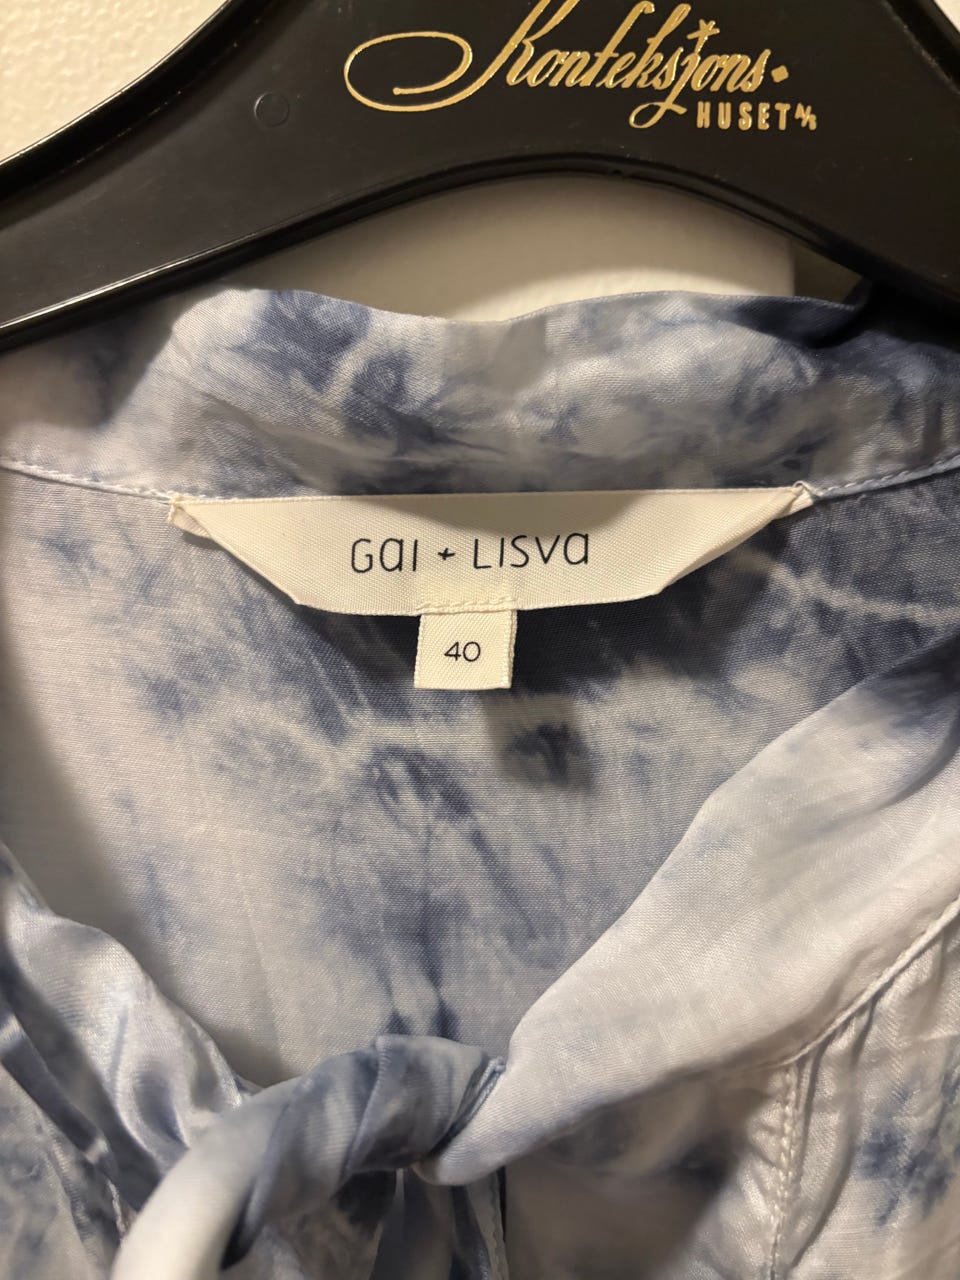 Konfeksjons
HUSET A/S
Gai + Lisva
40